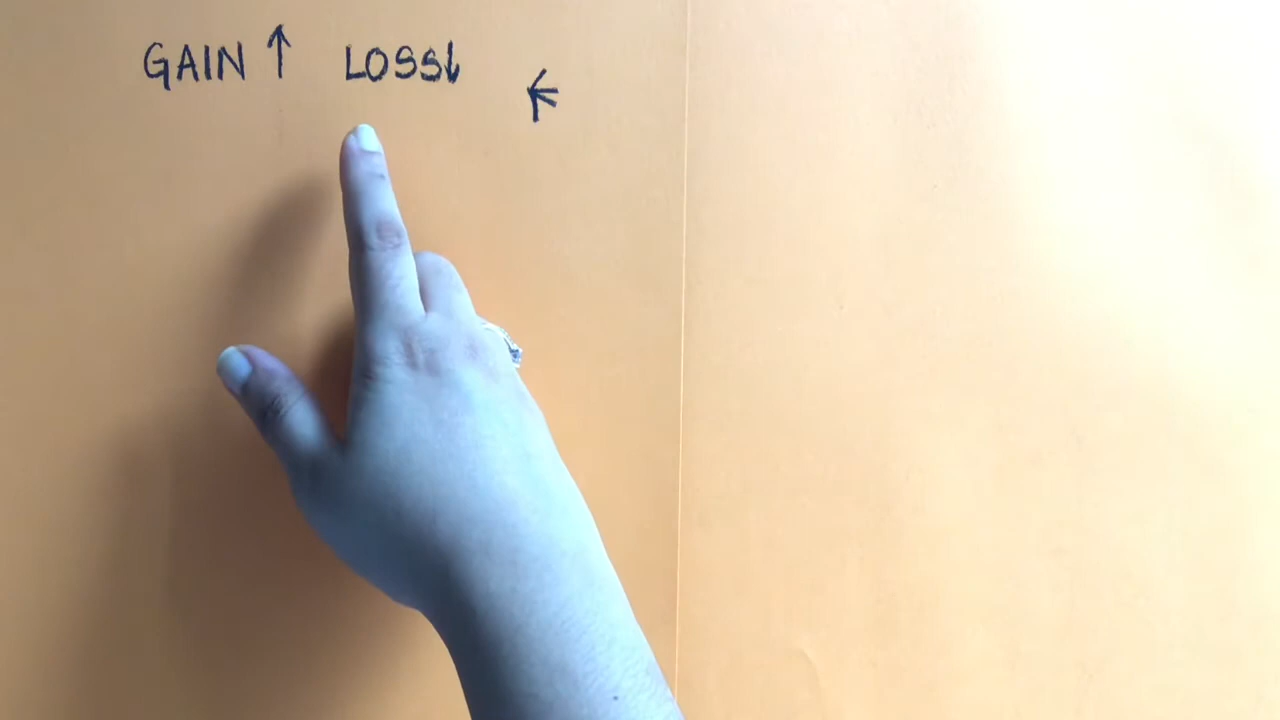 GAIN ↑ LOSS↓ ←